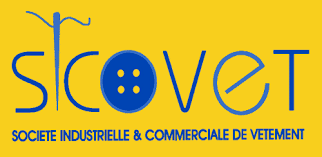 SICOVET
SOCIETE INDUSTRIELLE & COMMERCIALE DE VETEMENT